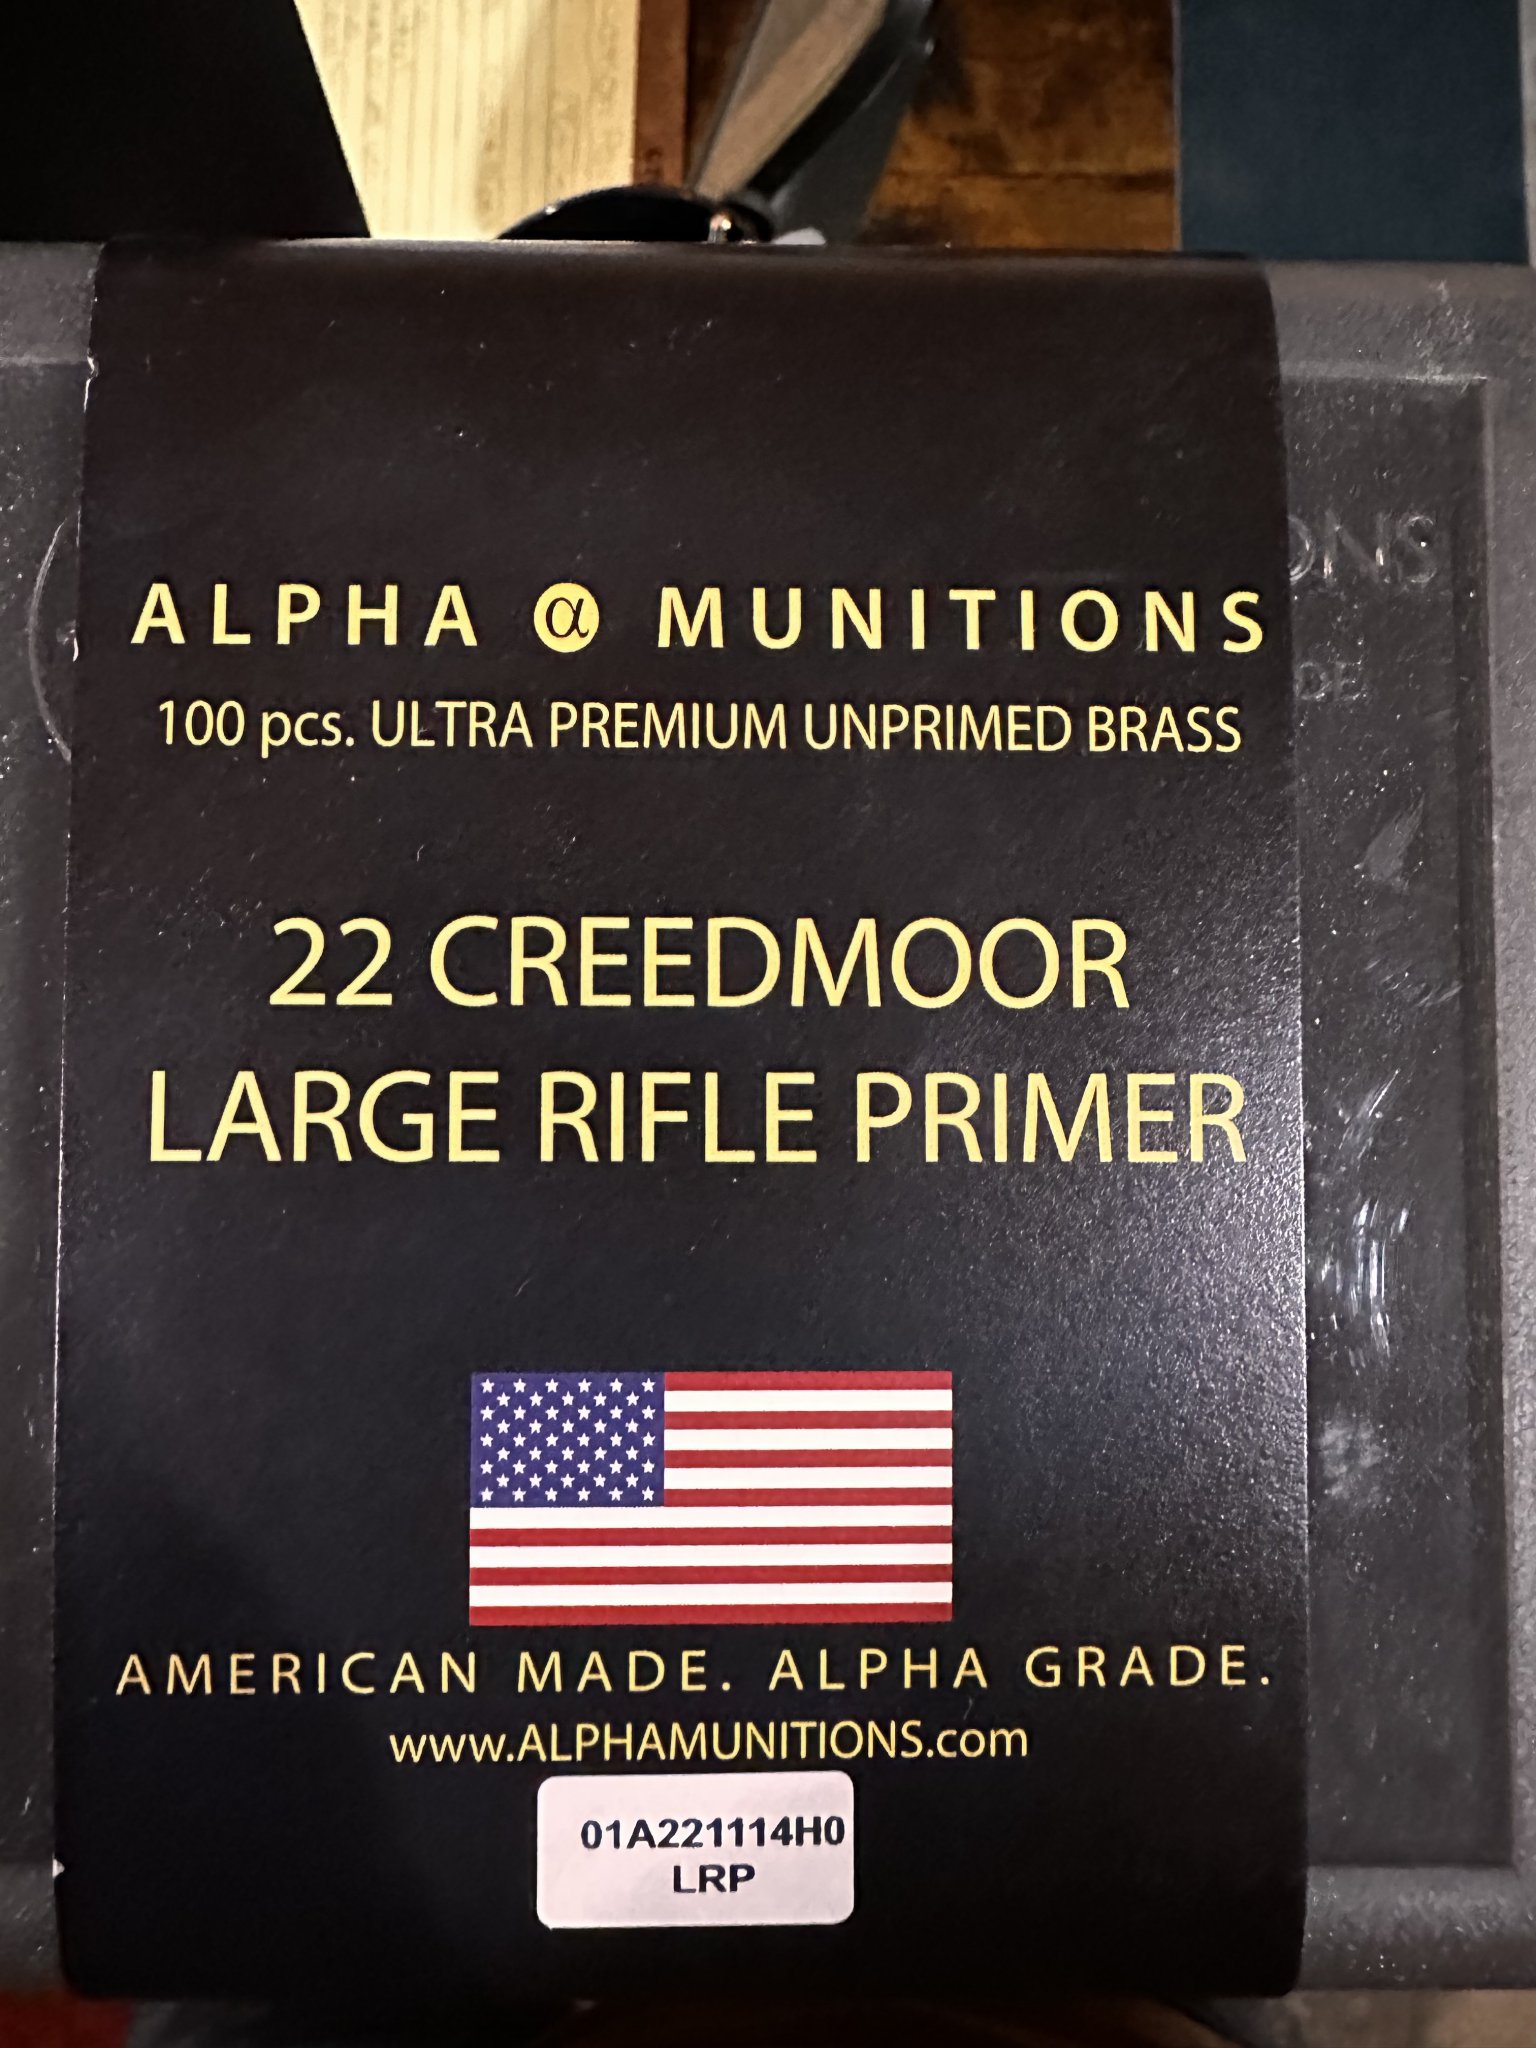 ALPHA α MUNITIONS
100 pcs. ULTRA PREMIUM UNPRIMED BRASS
22 CREEDMOOR
LARGE RIFLE PRIMER
AMERICAN MADE. ALPHA GRADE.
www.ALPHAMUNITIONS.com
01A221114H0
LRP